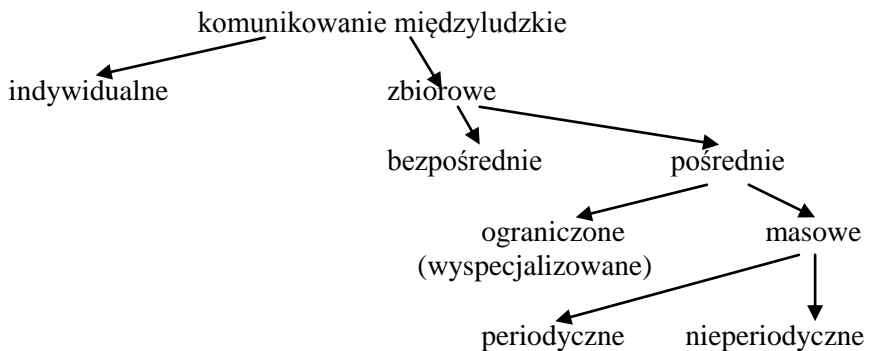 komunikowanie międzyludzkie
indywidualne zbiorowe
bezpośrednie pośrednie
ograniczone masowe
(wyspecjalizowane)
periodyczne nieperiodyczne